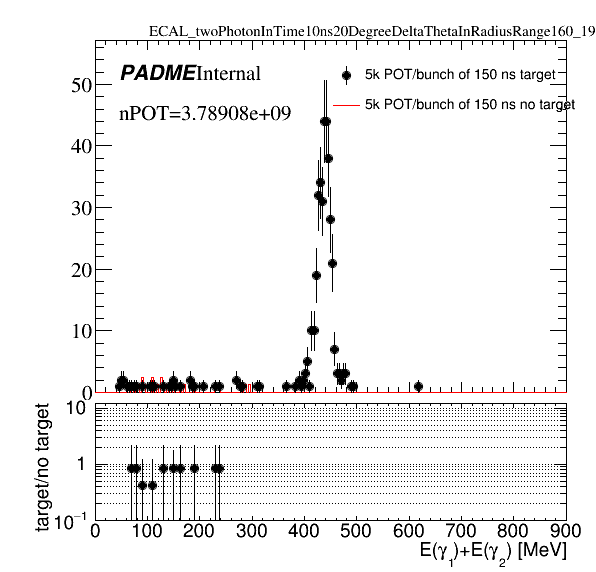 ECAL_twoPhotonInTime10ns20DegreeDeltaThetaInRadiusRange160_19
PADME Internal
nPOT=3.78908e+09
5k POT/bunch of 150 ns target
5k POT/bunch of 150 ns no target
50
40
30
20
10
0
target/no target
10
1
10⁻¹
0 100 200 300 400 500 600 700 800 900
E(γ₁)+E(γ₂) [MeV]